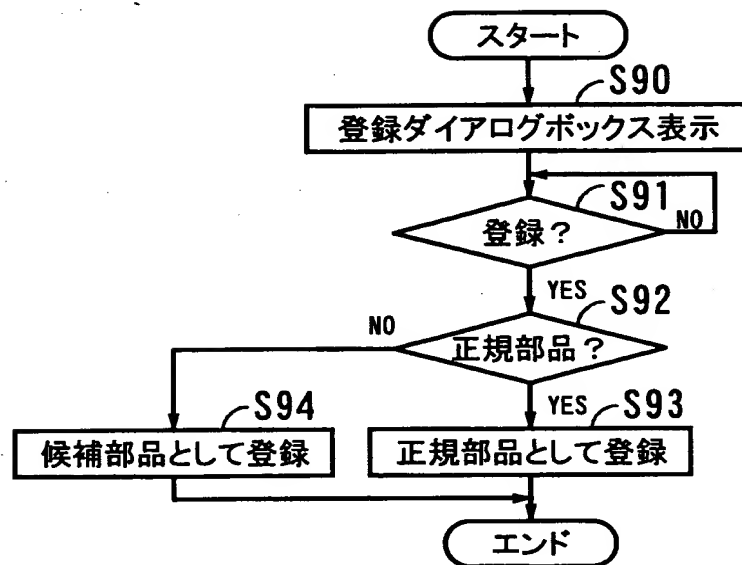 スタート
S90
登録ダイアログボックス表示
S91
登録?
NO
YES
S92
NO
正規部品?
YES
S94
S93
候補部品として登録
正規部品として登録
エンド